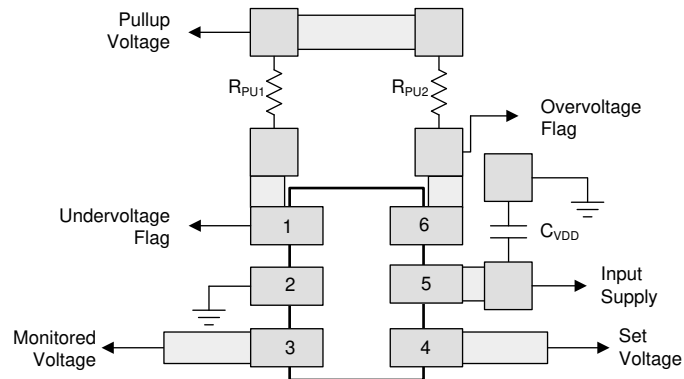 Pullup
Voltage
RPU1
RPU2
Overvoltage
Flag
Undervoltage
Flag
1
6
CVDD
2
5
Input
Supply
Monitored
Voltage
3
4
Set
Voltage